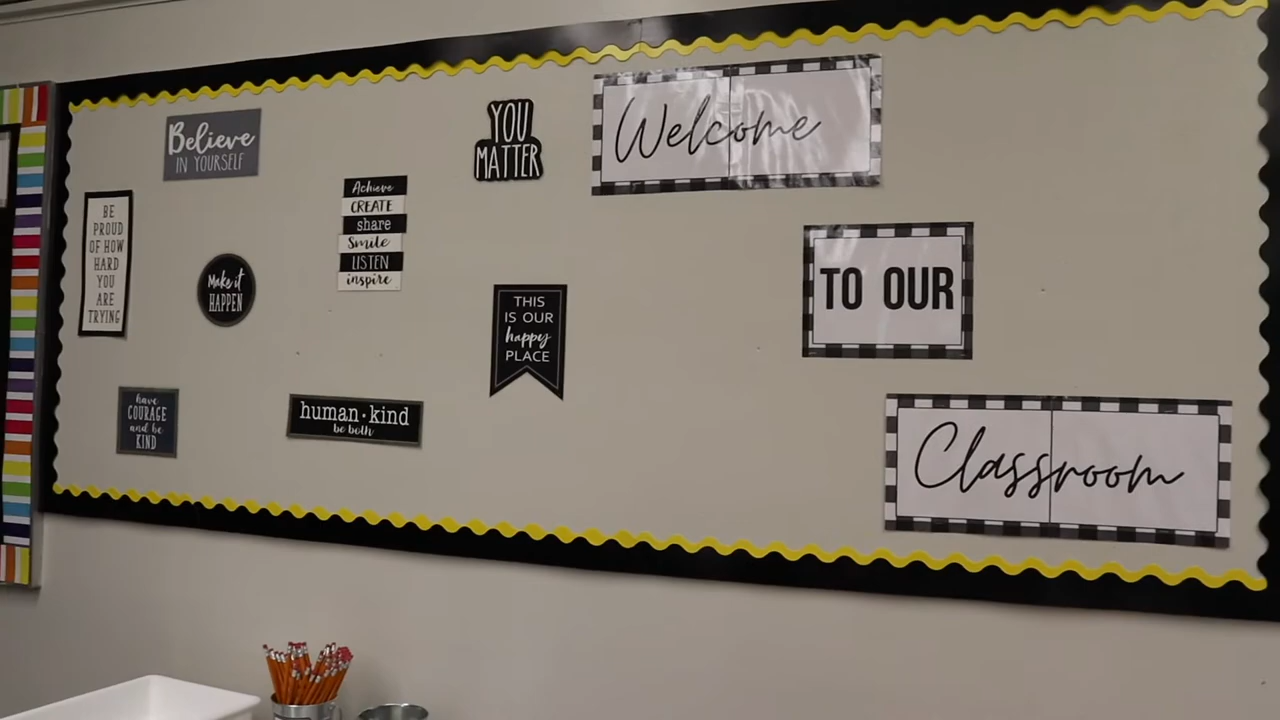 Believe
IN YOURSELF
BE
PROUD
OF HOW
HARD
YOU
ARE
TRYING
Make it
HAPPEN
have
COURAGE
and be
KIND
Achieve
CREATE
share
Smile
LISTEN
inspire
human·kind
be both
YOU
MATTER
THIS
IS OUR
happy
PLACE
Welcome
TO OUR
Classroom